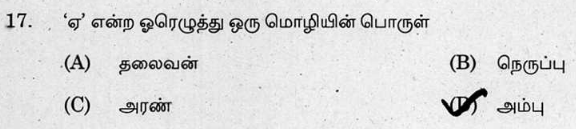 17. 'ஏ' என்ற ஓரெழுத்து ஒரு மொழியின் பொருள்
(A) தலைவன் (B) நெருப்பு
(C) அரண் (D) அம்பு